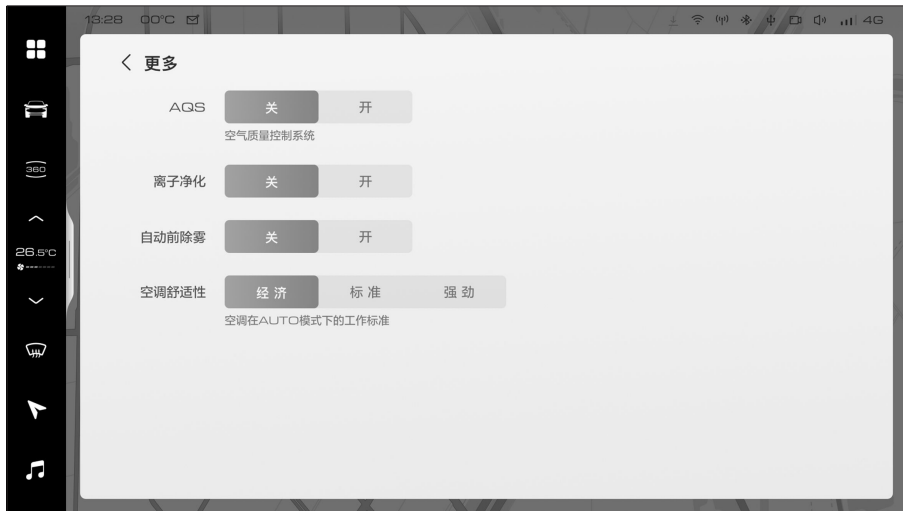 13:28 00°C 4G
更多
AQS 关 开
空气质量控制系统
360
离子净化 关 开
自动前除雾 关 开
26.5°C
空调舒适性 经济 标准 强劲
空调在AUTO模式下的工作标准